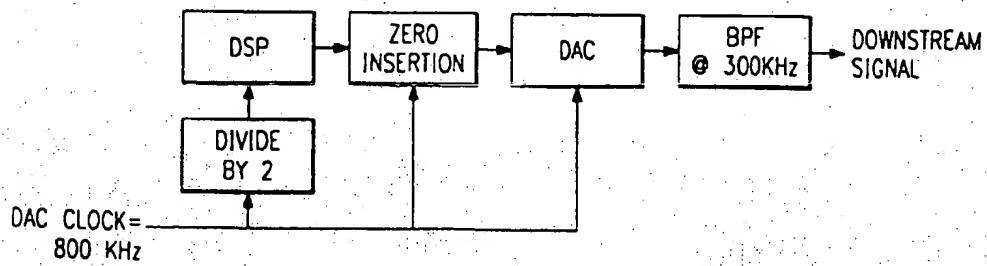 DSP
ZERO
INSERTION
DAC
BPF
@ 300KHz
DOWNSTREAM
SIGNAL
DIVIDE
BY 2
DAC CLOCK=
800 KHz